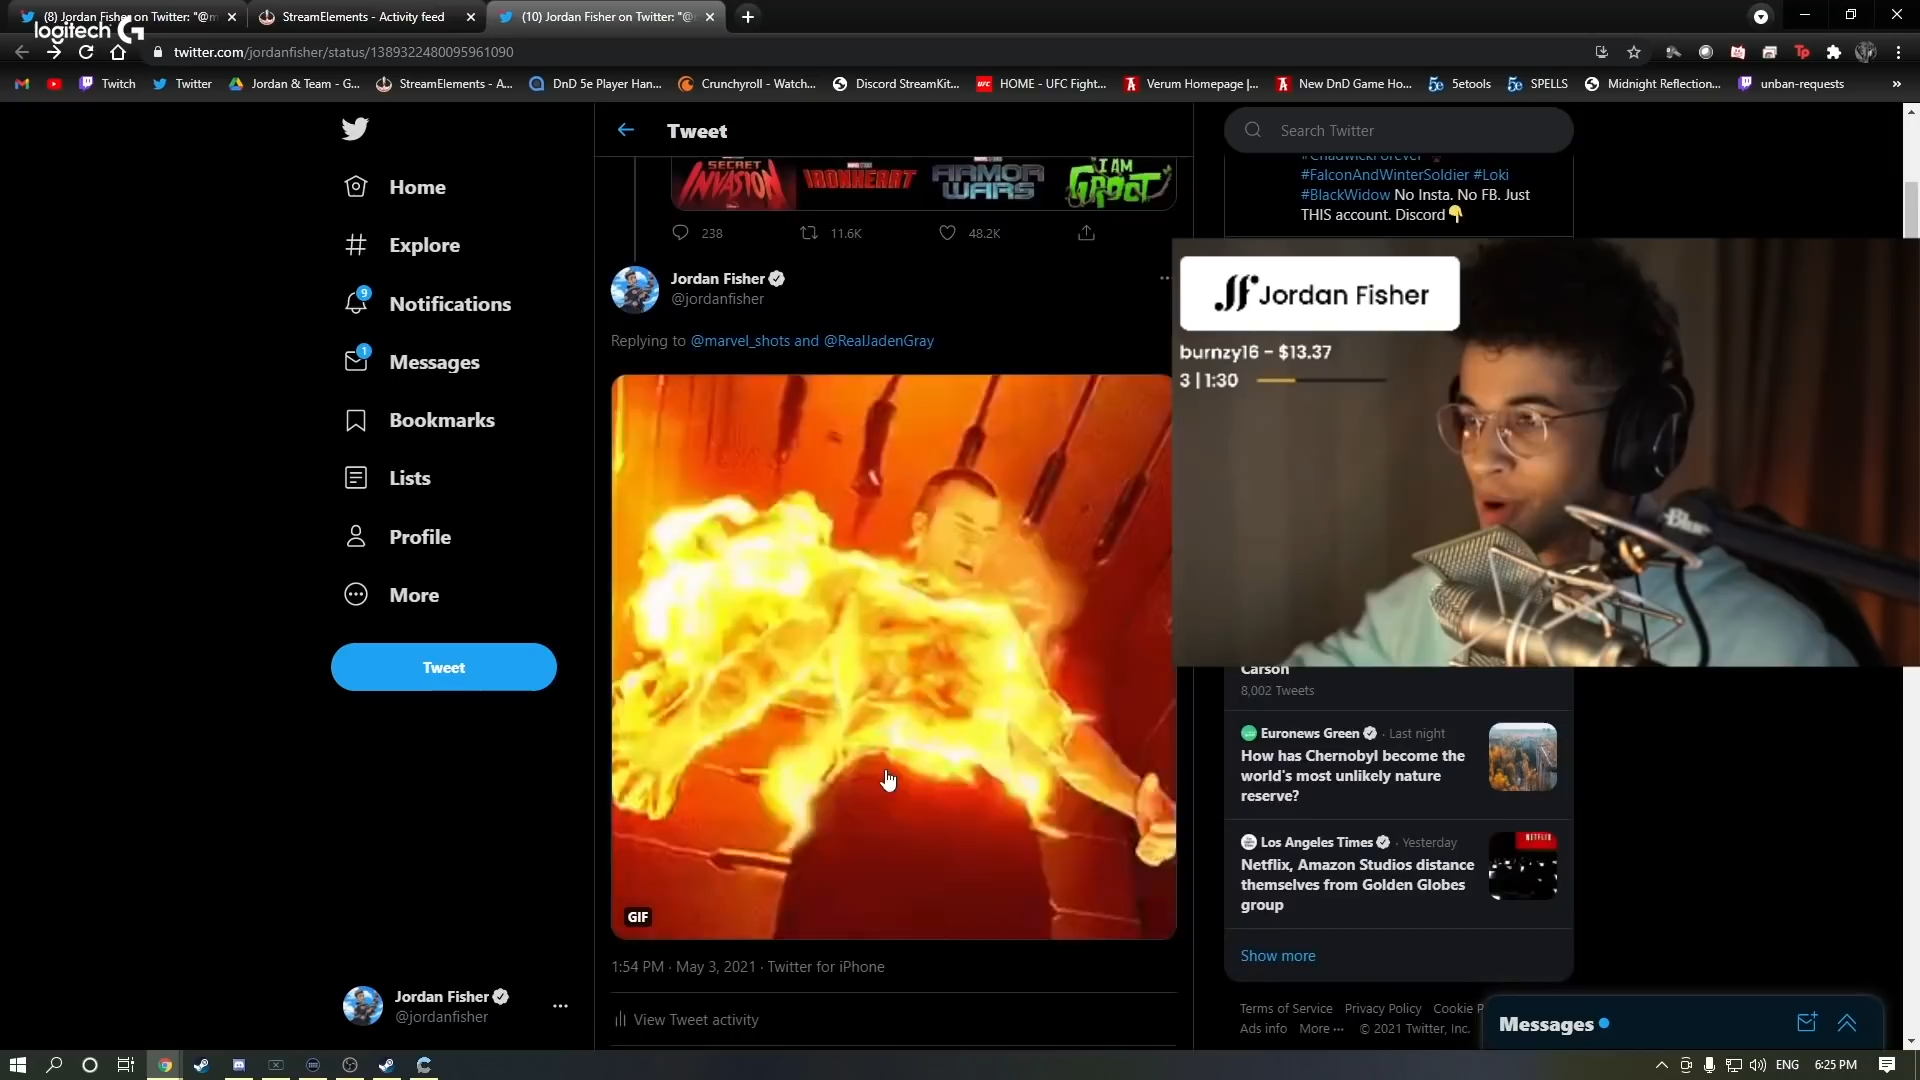 (8) Jordan Fisher on Twitter: "@m
StreamElements - Activity feed
(10) Jordan Fisher on Twitter: "@
logitech G
twitter.com/jordanfisher/status/1389322480095961090
Twitch
Twitter
Jordan & Team - G...
StreamElements - A...
DnD 5e Player Han...
Crunchyroll - Watch...
Discord StreamKit...
HOME - UFC Fight...
Verum Homepage |...
New DnD Game Ho...
5etools
SPELLS
Midnight Reflection...
unban-requests
Home
Explore
9
Notifications
1
Messages
Bookmarks
Lists
Profile
More
Tweet
Jordan Fisher
@jordanfisher
Tweet
SECRET INVASION
IRONHEART
ARMOR WARS
I AM GROOT
238
11.6K
48.2K
Jordan Fisher
@jordanfisher
Replying to @marvel_shots and @RealJadenGray
GIF
1:54 PM · May 3, 2021 · Twitter for iPhone
View Tweet activity
Search Twitter
#ChadwickForever
#FalconAndWinterSoldier #Loki
#BlackWidow No Insta. No FB. Just
THIS account. Discord
Jordan Fisher
burnzy16 - $13.37
3 | 1:30
Blue
Carson
8,002 Tweets
Euronews Green · Last night
How has Chernobyl become the
world's most unlikely nature
reserve?
Los Angeles Times · Yesterday
Netflix, Amazon Studios distance
themselves from Golden Globes
group
NETFLIX
Show more
Terms of Service Privacy Policy Cookie P
Ads info More ··· © 2021 Twitter, Inc.
Messages
ENG
6:25 PM